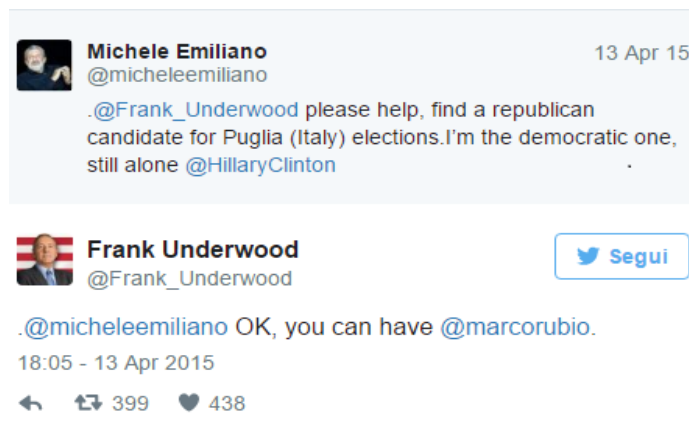 Michele Emiliano
13 Apr 15
@micheleemiliano
.@Frank_Underwood please help, find a republican
candidate for Puglia (Italy) elections.I'm the democratic one,
still alone @HillaryClinton
Frank Underwood
Segui
@Frank_Underwood
.@micheleemiliano OK, you can have @marcorubio.
18:05 - 13 Apr 2015
399 438